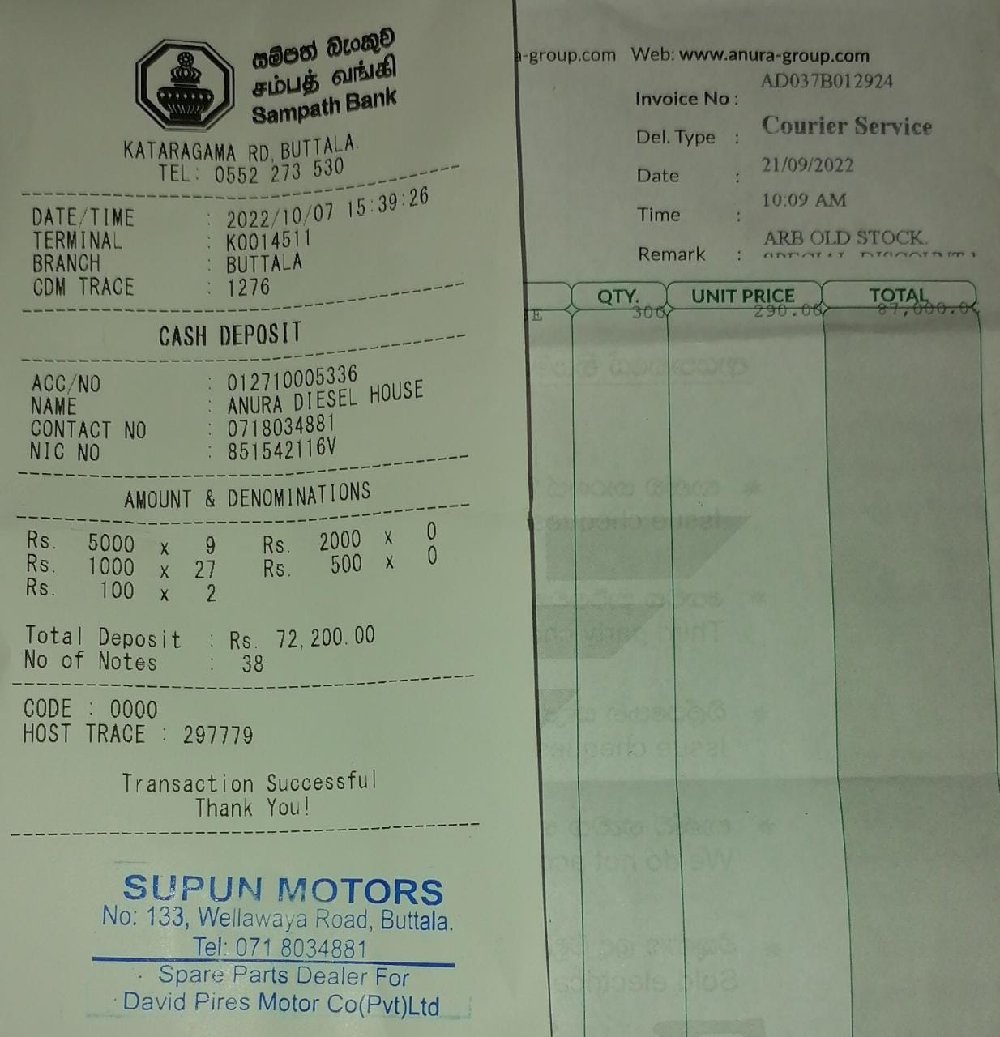 සම්පත් බැංකුව
சம்பத் வங்கி
Sampath Bank
KATARAGAMA RD, BUTTALA.
TEL: 0552 273 530
DATE/TIME : 2022/10/07 15:39:26
TERMINAL : K0014511
BRANCH : BUTTALA
CDM TRACE : 1276
CASH DEPOSIT
ACC/NO : 012710005336
NAME : ANURA DIESEL HOUSE
CONTACT NO : 0718034881
NIC NO : 851542116V
AMOUNT & DENOMINATIONS
Rs. 5000 x 9 Rs. 2000 x 0
Rs. 1000 x 27 Rs. 500 x 0
Rs. 100 x 2
Total Deposit : Rs. 72,200.00
No of Notes : 38
CODE : 0000
HOST TRACE : 297779
Transaction Successful
Thank You!
SUPUN MOTORS
No: 133, Wellawaya Road, Buttala.
Tel: 071 8034881
· Spare Parts Dealer For
· David Pires Motor Co(Pvt)Ltd
a-group.com Web: www.anura-group.com
Invoice No : AD037B012924
Del. Type : Courier Service
Date : 21/09/2022
Time : 10:09 AM
Remark : ARB OLD STOCK.
QTY. UNIT PRICE TOTAL
E 300 290.00 87,000.00